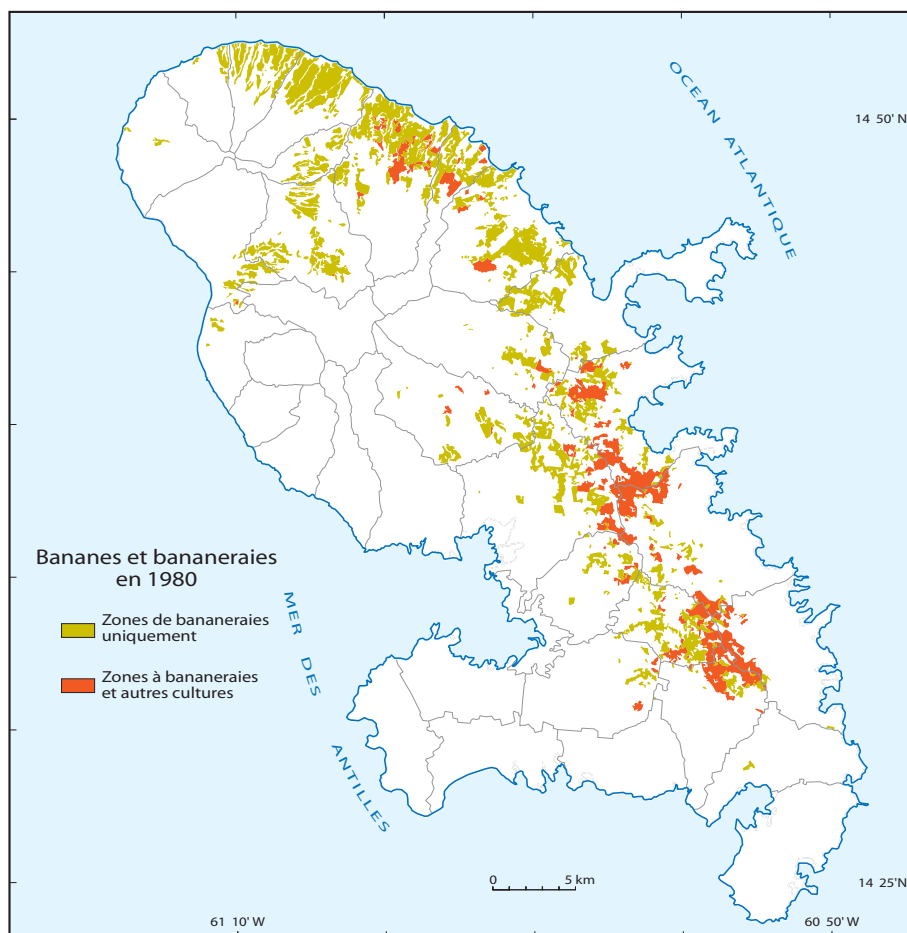 OCEAN ATLANTIQUE
14 50' N
Bananes et bananeraies
en 1980
Zones de bananeraies
uniquement
Zones à bananeraies
et autres cultures
MER DES ANTILLES
0 5 km
14 25' N
61 10' W
60 50' W